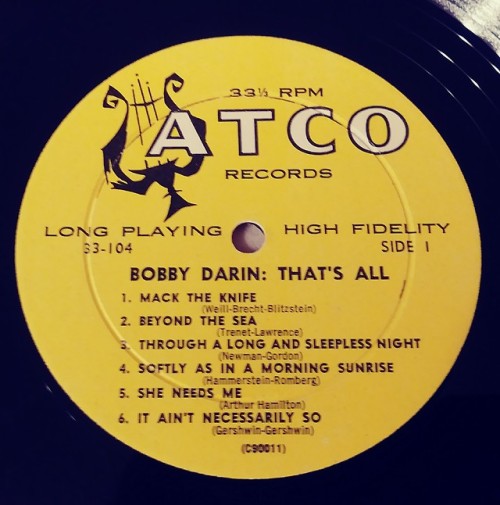 33⅓ RPM
ATCO
RECORDS
LONG PLAYING HIGH FIDELITY
33-104 SIDE 1
BOBBY DARIN: THAT'S ALL
1. MACK THE KNIFE
(Weill-Brecht-Blitzstein)
2. BEYOND THE SEA
(Trenet-Lawrence)
3. THROUGH A LONG AND SLEEPLESS NIGHT
(Newman-Gordon)
4. SOFTLY AS IN A MORNING SUNRISE
(Hammerstein-Romberg)
5. SHE NEEDS ME
(Arthur Hamilton)
6. IT AIN'T NECESSARILY SO
(Gershwin-Gershwin)
(C90011)